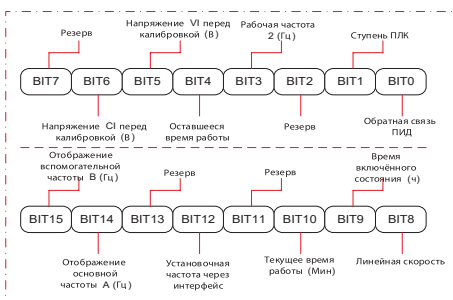 Резерв
Напряжение VI перед
калибровкой (В)
Рабочая частота
2 (Гц)
Ступень ПЛК
BIT7 BIT6 BIT5 BIT4 BIT3 BIT2 BIT1 BIT0
Напряжение CI перед
калибровкой (В)
Оставшееся
время работы
Резерв
Обратная связь
ПИД
Отображение
вспомогательной
частоты B (Гц)
Резерв
Резерв
Время
включённого
состояния (ч)
BIT15 BIT14 BIT13 BIT12 BIT11 BIT10 BIT9 BIT8
Отображение
основной
частоты A (Гц)
Установочная
частота через
интерфейс
Текущее время
работы (Мин)
Линейная скорость